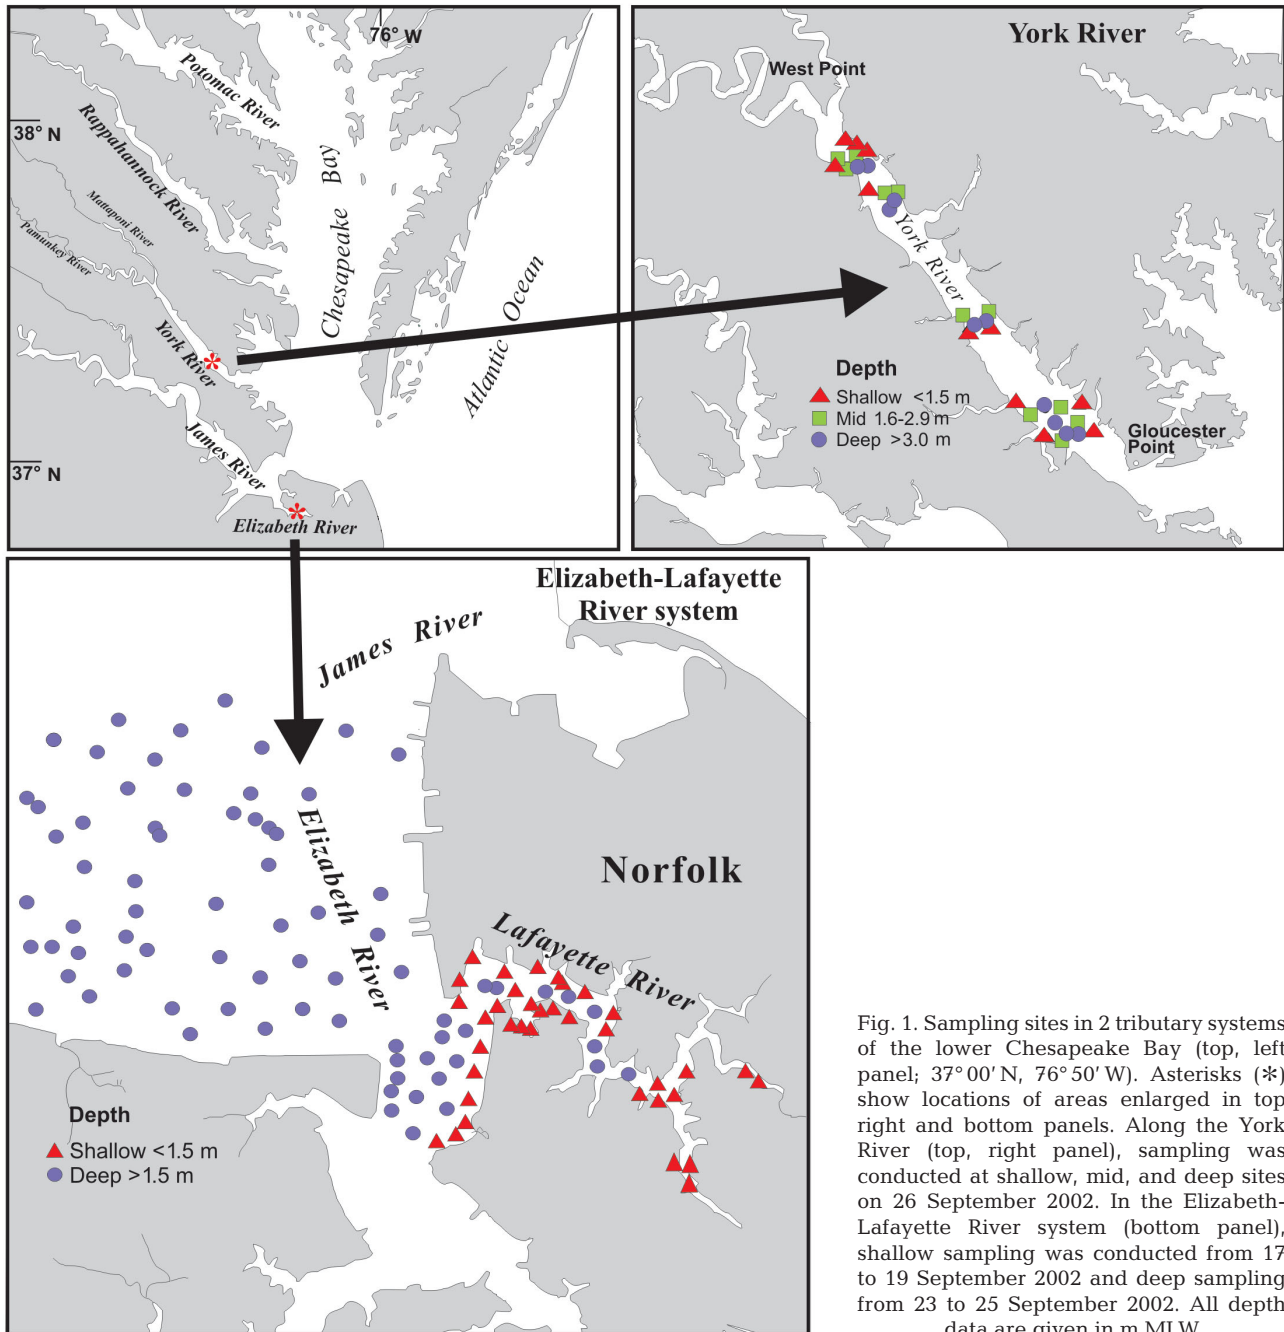 76° W
Potomac River
38° N
Rappahannock River
Chesapeake Bay
Mattaponi River
Pamunkey River
Atlantic Ocean
York River
James River
37° N
Elizabeth River
York River
West Point
York River
Depth
Shallow <1.5 m
Mid 1.6-2.9 m
Deep >3.0 m
Gloucester
Point
Elizabeth-Lafayette
River system
James River
Elizabeth River
Norfolk
Lafayette River
Depth
Shallow <1.5 m
Deep >1.5 m
Fig. 1. Sampling sites in 2 tributary systems
of the lower Chesapeake Bay (top, left
panel; 37° 00′ N, 76° 50′ W). Asterisks (✻)
show locations of areas enlarged in top
right and bottom panels. Along the York
River (top, right panel), sampling was
conducted at shallow, mid, and deep sites
on 26 September 2002. In the Elizabeth-
Lafayette River system (bottom panel),
shallow sampling was conducted from 17
to 19 September 2002 and deep sampling
from 23 to 25 September 2002. All depth
data are given in m MLW